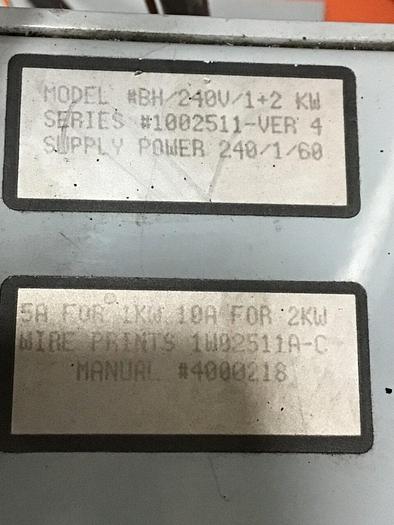 MODEL #BH/240V/1+2 KW
SERIES #1002511-VER 4
SUPPLY POWER 240/1/60
5A FOR 1KW 10A FOR 2KW
WIRE PRINTS 1W02511A-C
MANUAL #4000218